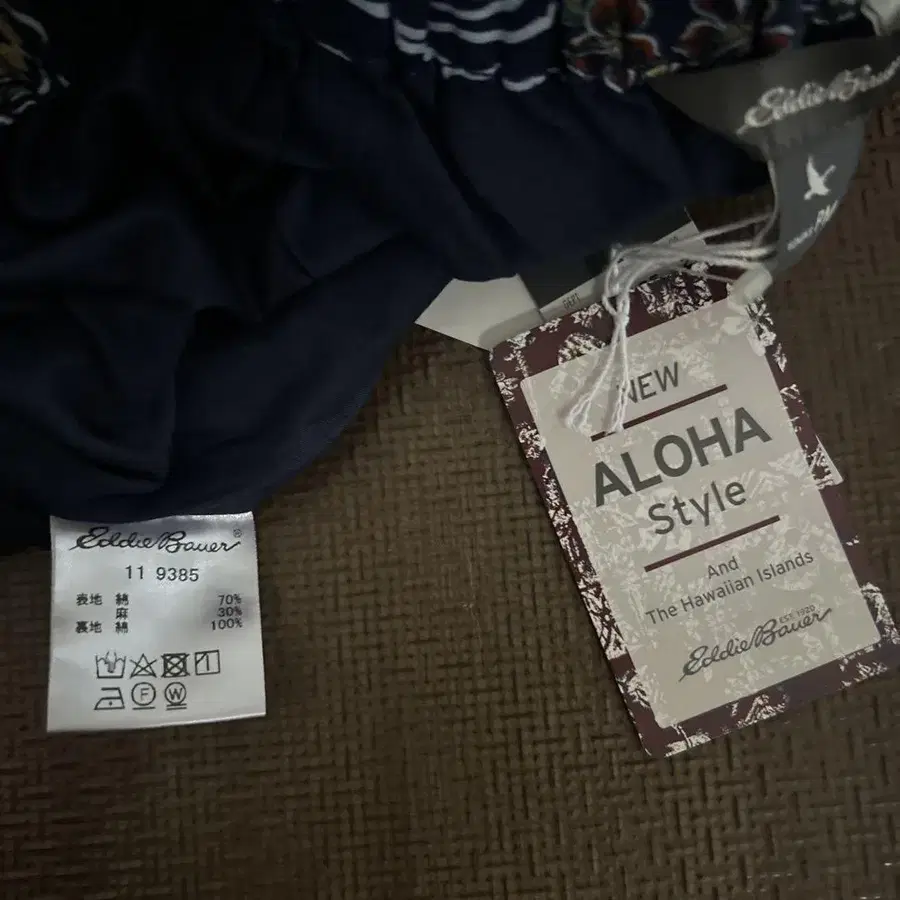 Eddie Bauer
NEW
ALOHA
Style
And
The Hawaiian Islands
EST. 1920
Eddie Bauer
Eddie Bauer®
11 9385
表地 綿 70%
麻 30%
裏地 綿 100%
1
F
W